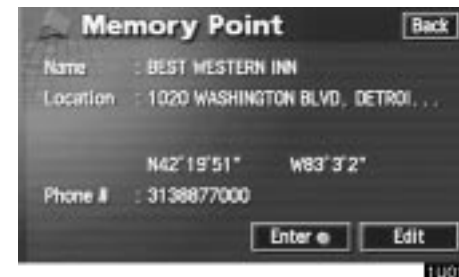 Memory Point Back
Name : BEST WESTERN INN
Location : 1020 WASHINGTON BLVD, DETROI...
N42°19'51" W83°3'2"
Phone # : 3138877000
Enter Edit